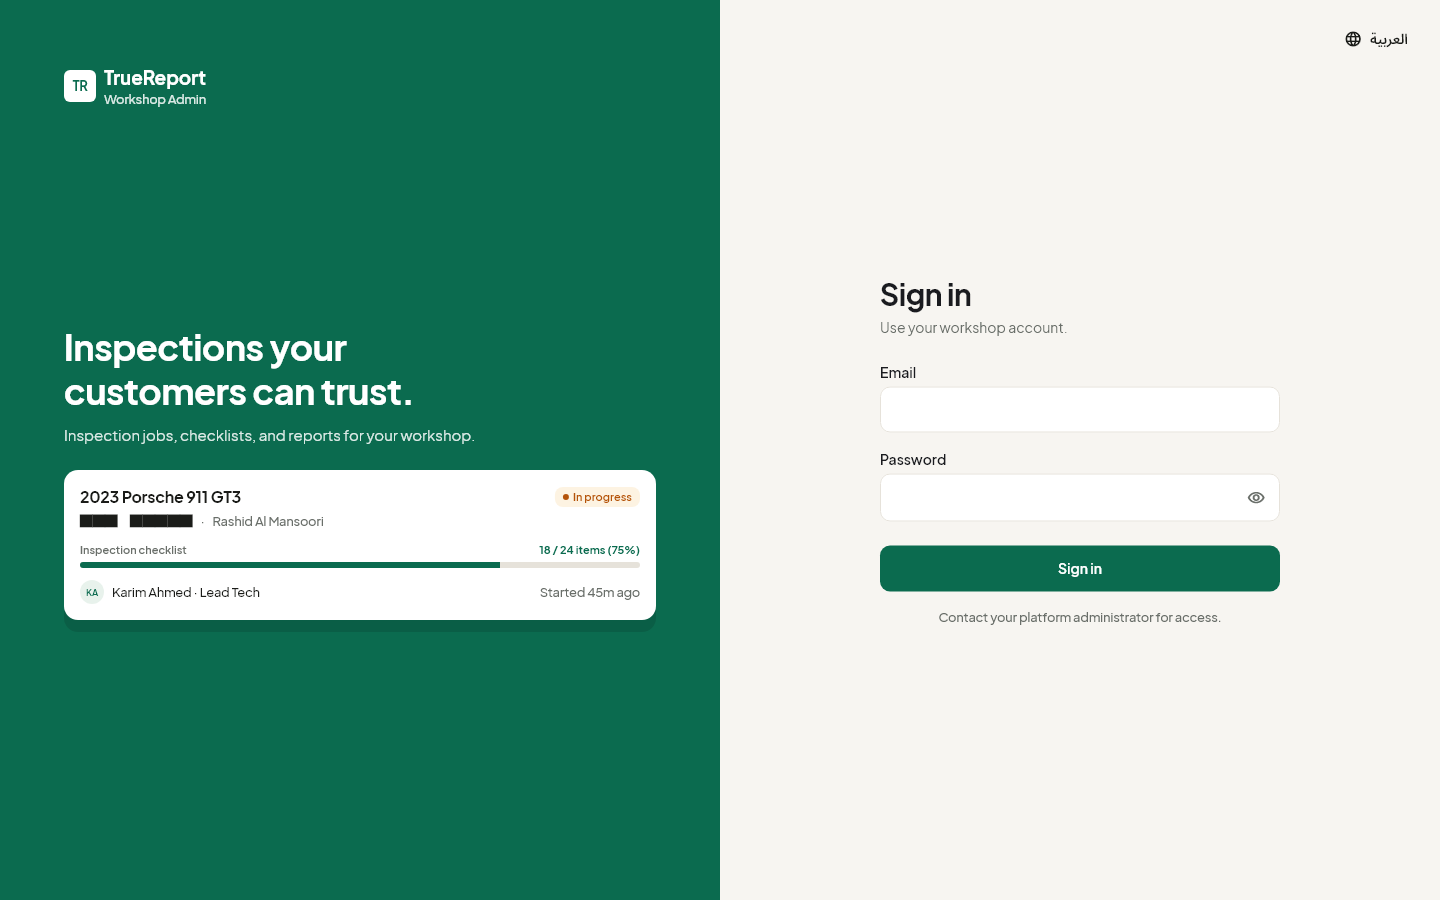 TR
TrueReport
Workshop Admin
Inspections your
customers can trust.
Inspection jobs, checklists, and reports for your workshop.
2023 Porsche 911 GT3
In progress
· Rashid Al Mansoori
Inspection checklist
18 / 24 items (75%)
KA
Karim Ahmed · Lead Tech
Started 45m ago
العربية
Sign in
Use your workshop account.
Email
Password
Sign in
Contact your platform administrator for access.